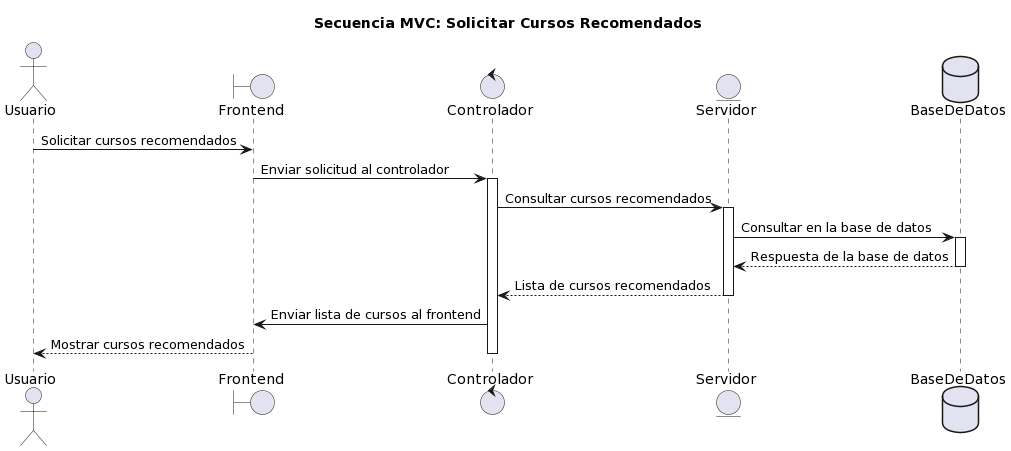 Secuencia MVC: Solicitar Cursos Recomendados
Usuario Frontend Controlador Servidor BaseDeDatos
Solicitar cursos recomendados
Enviar solicitud al controlador
Consultar cursos recomendados
Consultar en la base de datos
Respuesta de la base de datos
Lista de cursos recomendados
Enviar lista de cursos al frontend
Mostrar cursos recomendados
Usuario Frontend Controlador Servidor BaseDeDatos